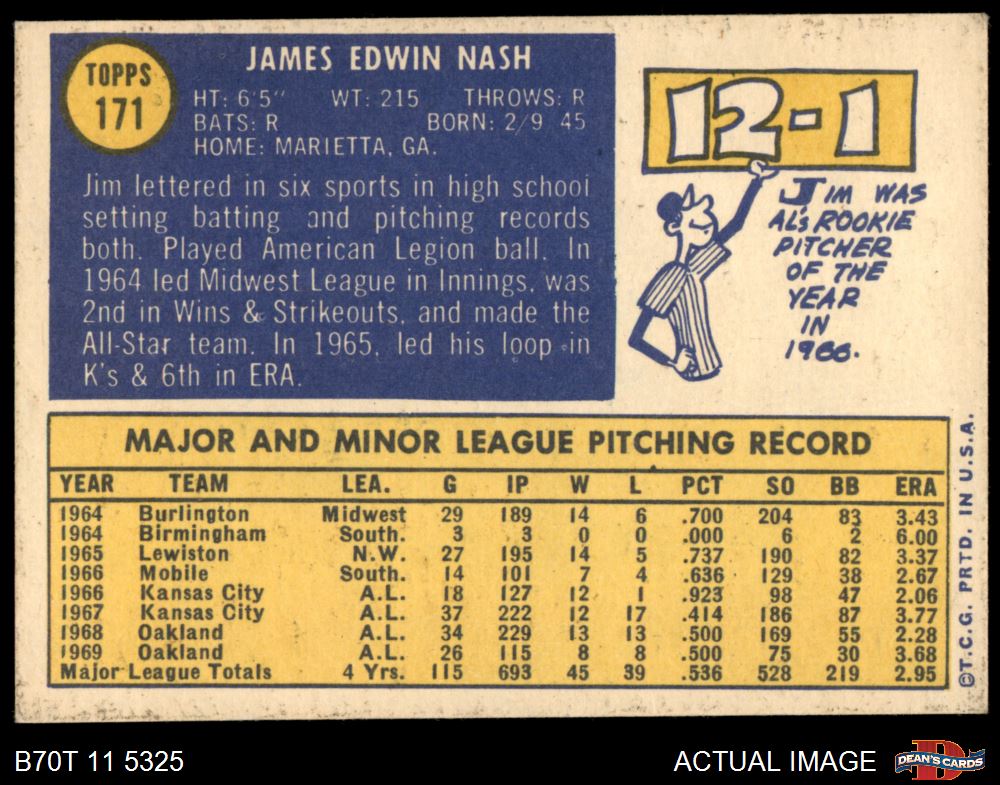 TOPPS
171
JAMES EDWIN NASH
HT: 6'5" WT: 215 THROWS: R
BATS: R BORN: 2/9 45
HOME: MARIETTA, GA.
Jim lettered in six sports in high school
setting batting and pitching records
both. Played American Legion ball. In
1964 led Midwest League in Innings, was
2nd in Wins & Strikeouts, and made the
All-Star team. In 1965, led his loop in
K's & 6th in ERA.
12-1
JIM WAS
AL'S ROOKIE
PITCHER
OF THE
YEAR
IN
1966.
MAJOR AND MINOR LEAGUE PITCHING RECORD
YEAR TEAM LEA. G IP W L PCT SO BB ERA
1964 Burlington Midwest 29 189 14 6 .700 204 83 3.43
1964 Birmingham South. 3 3 0 0 .000 6 2 6.00
1965 Lewiston N.W. 27 195 14 5 .737 190 82 3.37
1966 Mobile South. 14 101 7 4 .636 129 38 2.67
1966 Kansas City A.L. 18 127 12 1 .923 98 47 2.06
1967 Kansas City A.L. 37 222 12 17 .414 186 87 3.77
1968 Oakland A.L. 34 229 13 13 .500 169 55 2.28
1969 Oakland A.L. 26 115 8 8 .500 75 30 3.68
Major League Totals 4 Yrs. 115 693 45 39 .536 528 219 2.95
©T.C.G. PRTD. IN U.S.A.
B70T 11 5325
ACTUAL IMAGE
DEAN'S CARDS